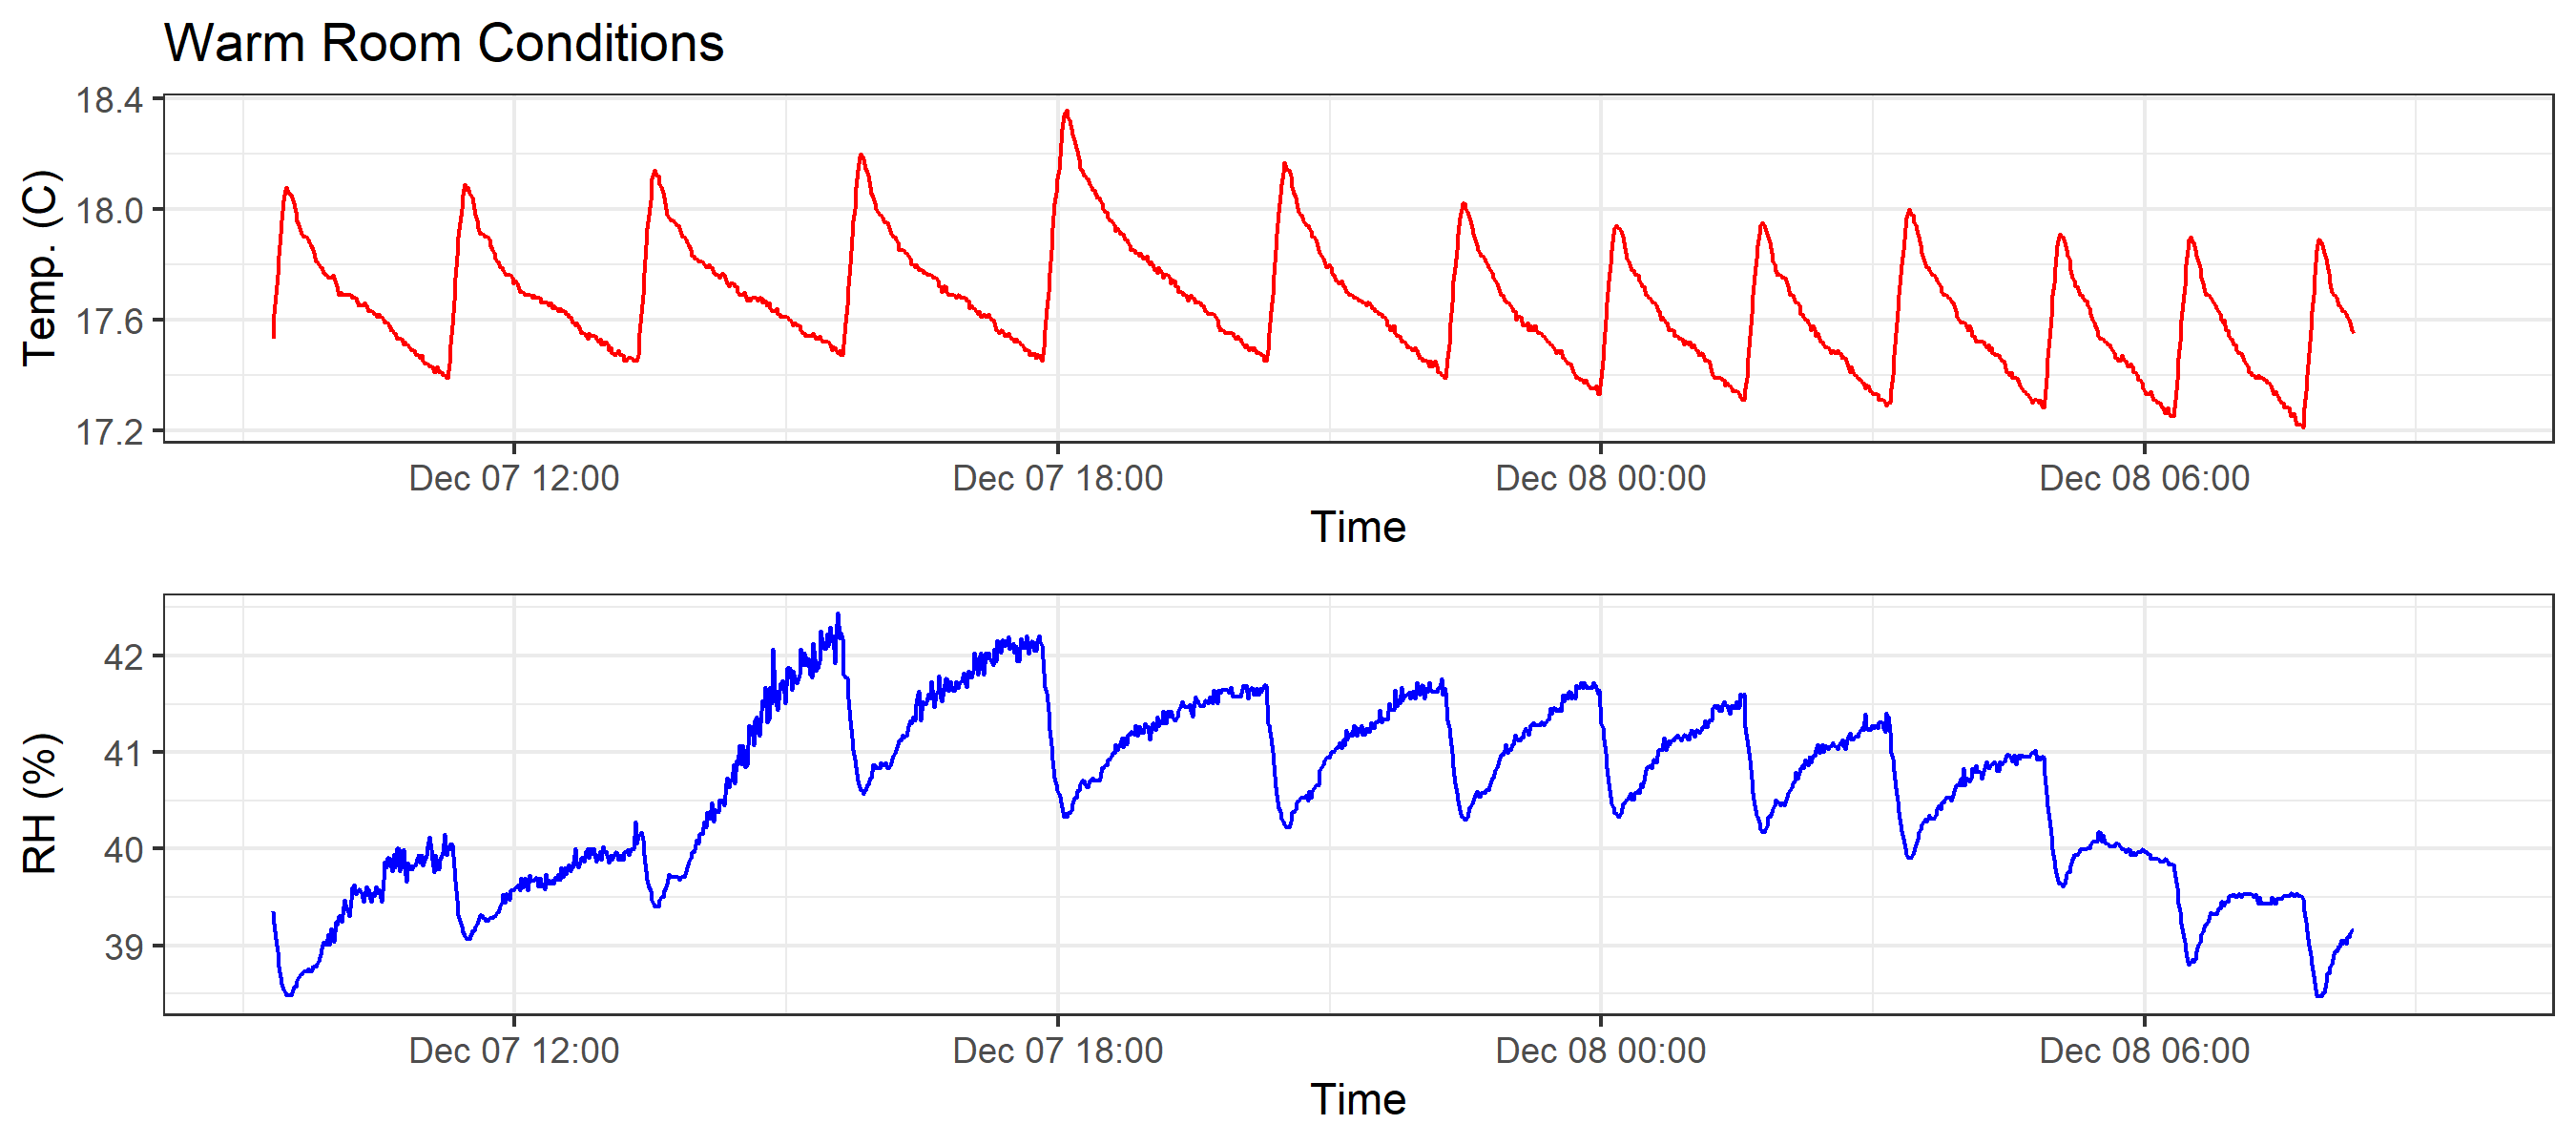 Warm Room Conditions
Temp. (C)
18.4
18.0
17.6
17.2
Dec 07 12:00 Dec 07 18:00 Dec 08 00:00 Dec 08 06:00
Time
RH (%)
42
41
40
39
Dec 07 12:00 Dec 07 18:00 Dec 08 00:00 Dec 08 06:00
Time